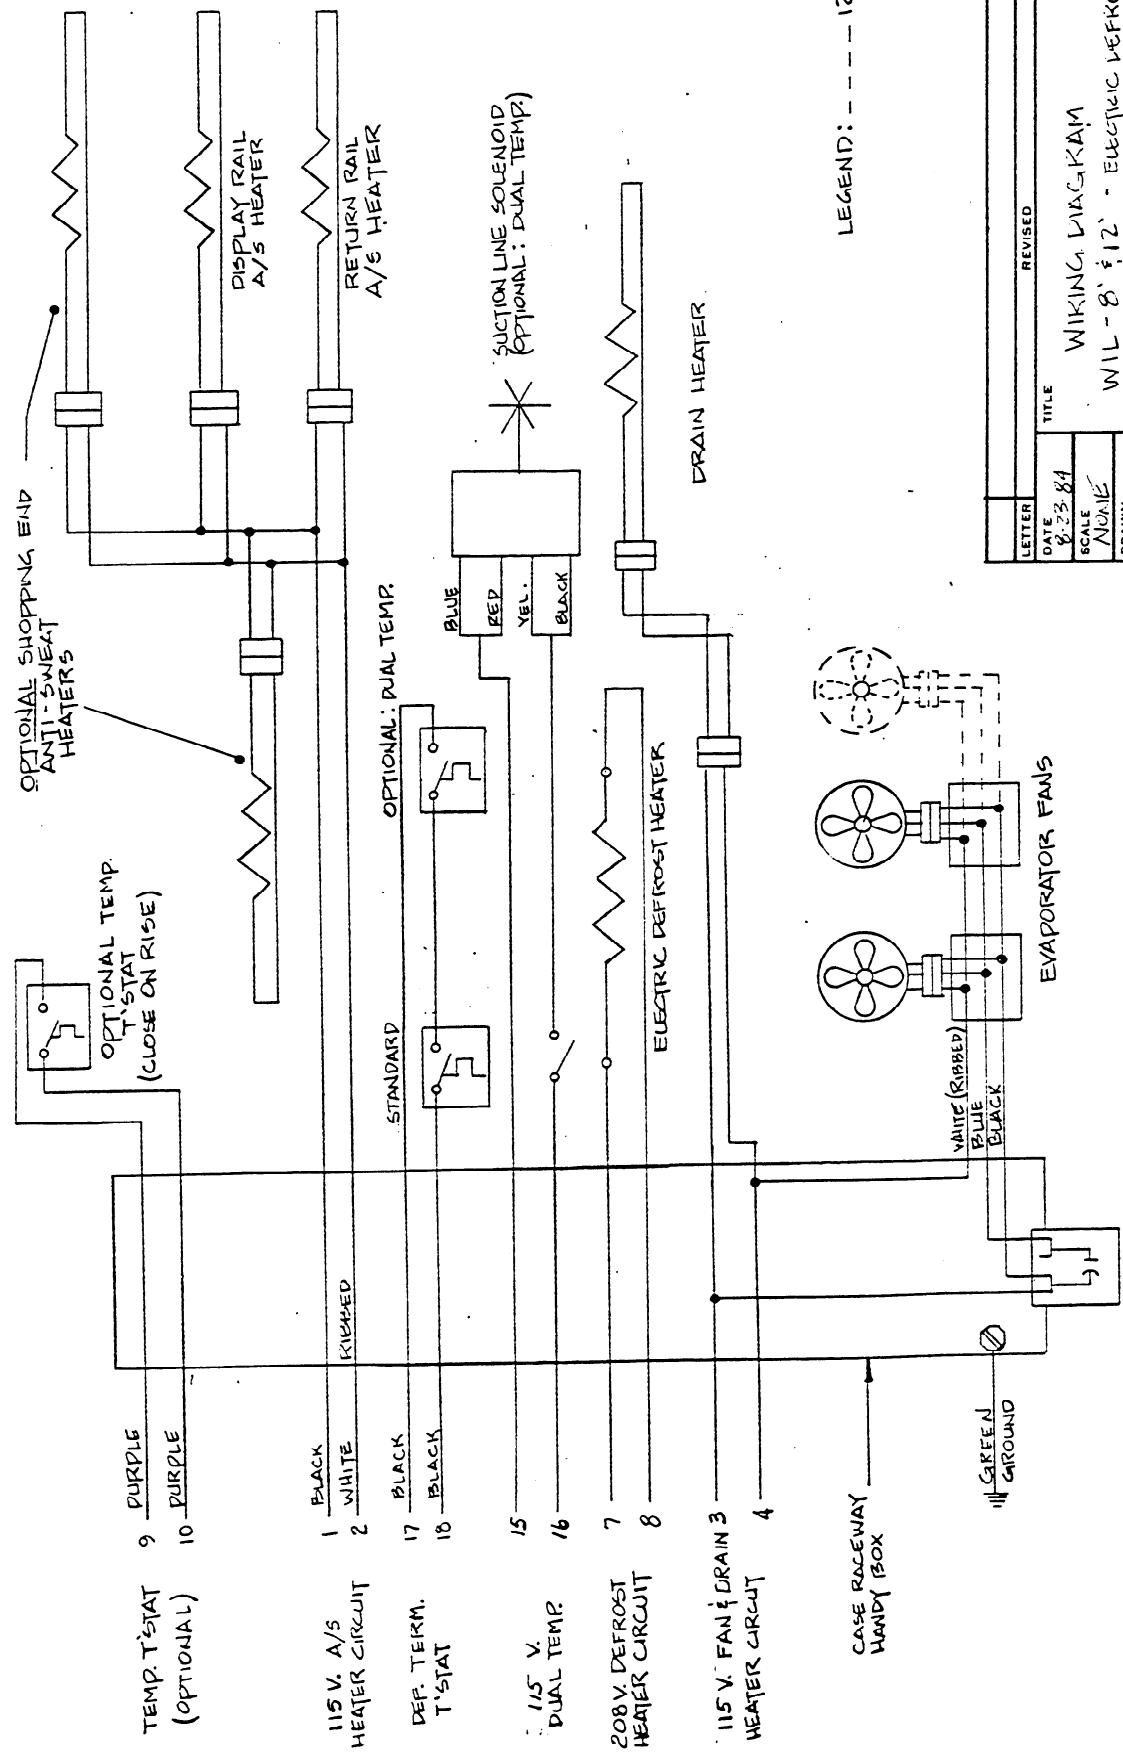 OPTIONAL SHOPPING END
ANTI-SWEAT
HEATERS
DISPLAY RAIL
A/S HEATER
RETURN RAIL
A/S HEATER
OPTIONAL TEMP.
T'STAT
(CLOSE ON RISE)
TEMP. T'STAT
(OPTIONAL)
9 PURPLE
10 PURPLE
115 V. A/S
HEATER CIRCUIT
1 BLACK
2 WHITE RIBBED
DEF. TERM.
T'STAT
17 BLACK
18 BLACK
STANDARD
OPTIONAL: DUAL TEMP.
115 V.
DUAL TEMP.
15
16
BLUE
RED
YEL.
BLACK
SUCTION LINE SOLENOID
(OPTIONAL: DUAL TEMP.)
208 V. DEFROST
HEATER CIRCUIT
7
8
ELECTRIC DEFROST HEATER
115 V. FAN & DRAIN
HEATER CIRCUIT
3
4
DRAIN HEATER
CASE RACEWAY
HANDY BOX
GREEN
GROUND
WHITE (RIBBED)
BLUE
BLACK
EVAPORATOR FANS
LEGEND: - - - - 12
LETTER
REVISED
DATE
8-23-84
TITLE
WIRING DIAGRAM
SCALE
NONE
WIL-8' & 12' - ELECTRIC DEFRO
DRAWN